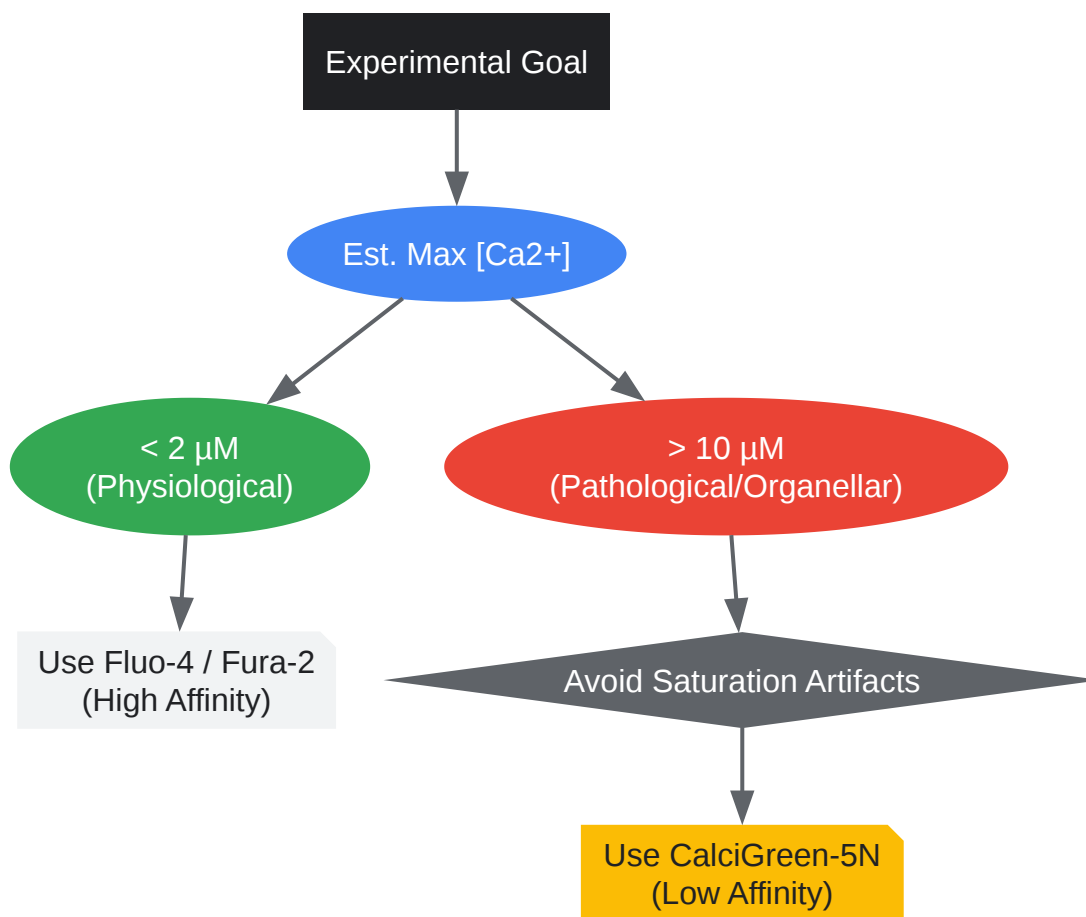 Experimental Goal
Est. Max [Ca2+]
< 2 µM
(Physiological)
> 10 µM
(Pathological/Organellar)
Use Fluo-4 / Fura-2
(High Affinity)
Avoid Saturation Artifacts
Use CalciGreen-5N
(Low Affinity)